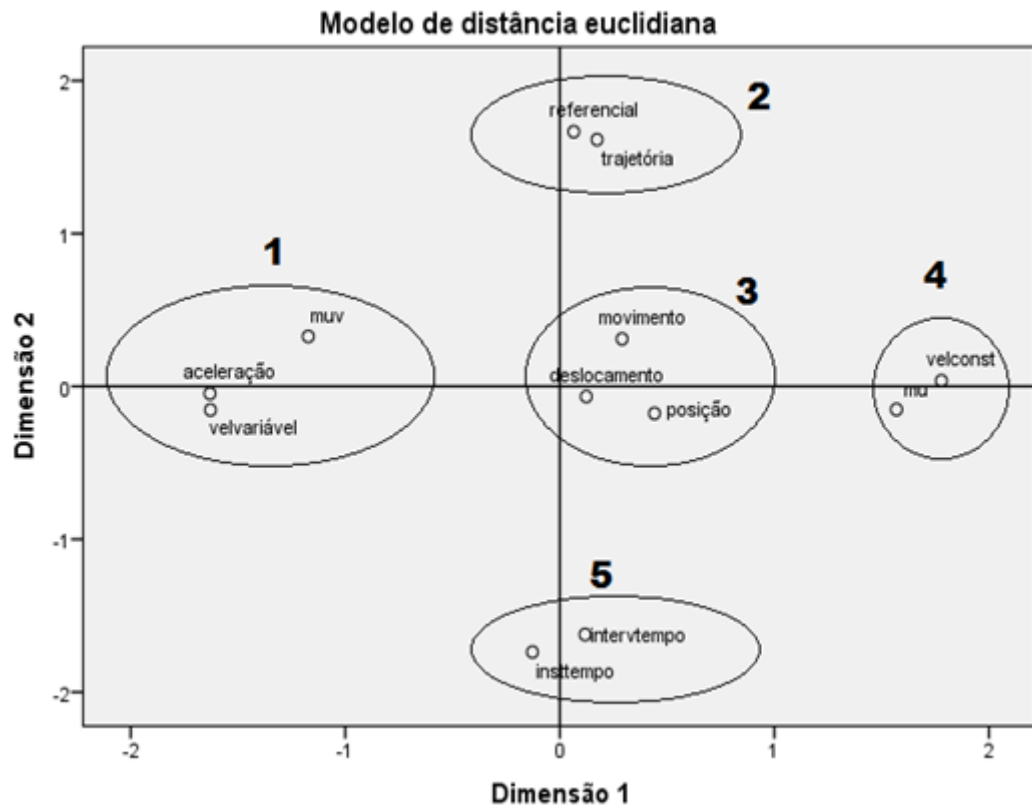 Modelo de distância euclidiana
2
referencial
trajetória
1
1
3
4
muv
movimento
velconst
aceleração
deslocamento
mu
0
velvariável
posição
Dimensão 2
-1
5
intervtempo
insttempo
-2
-2
-1
0
1
2
Dimensão 1
2